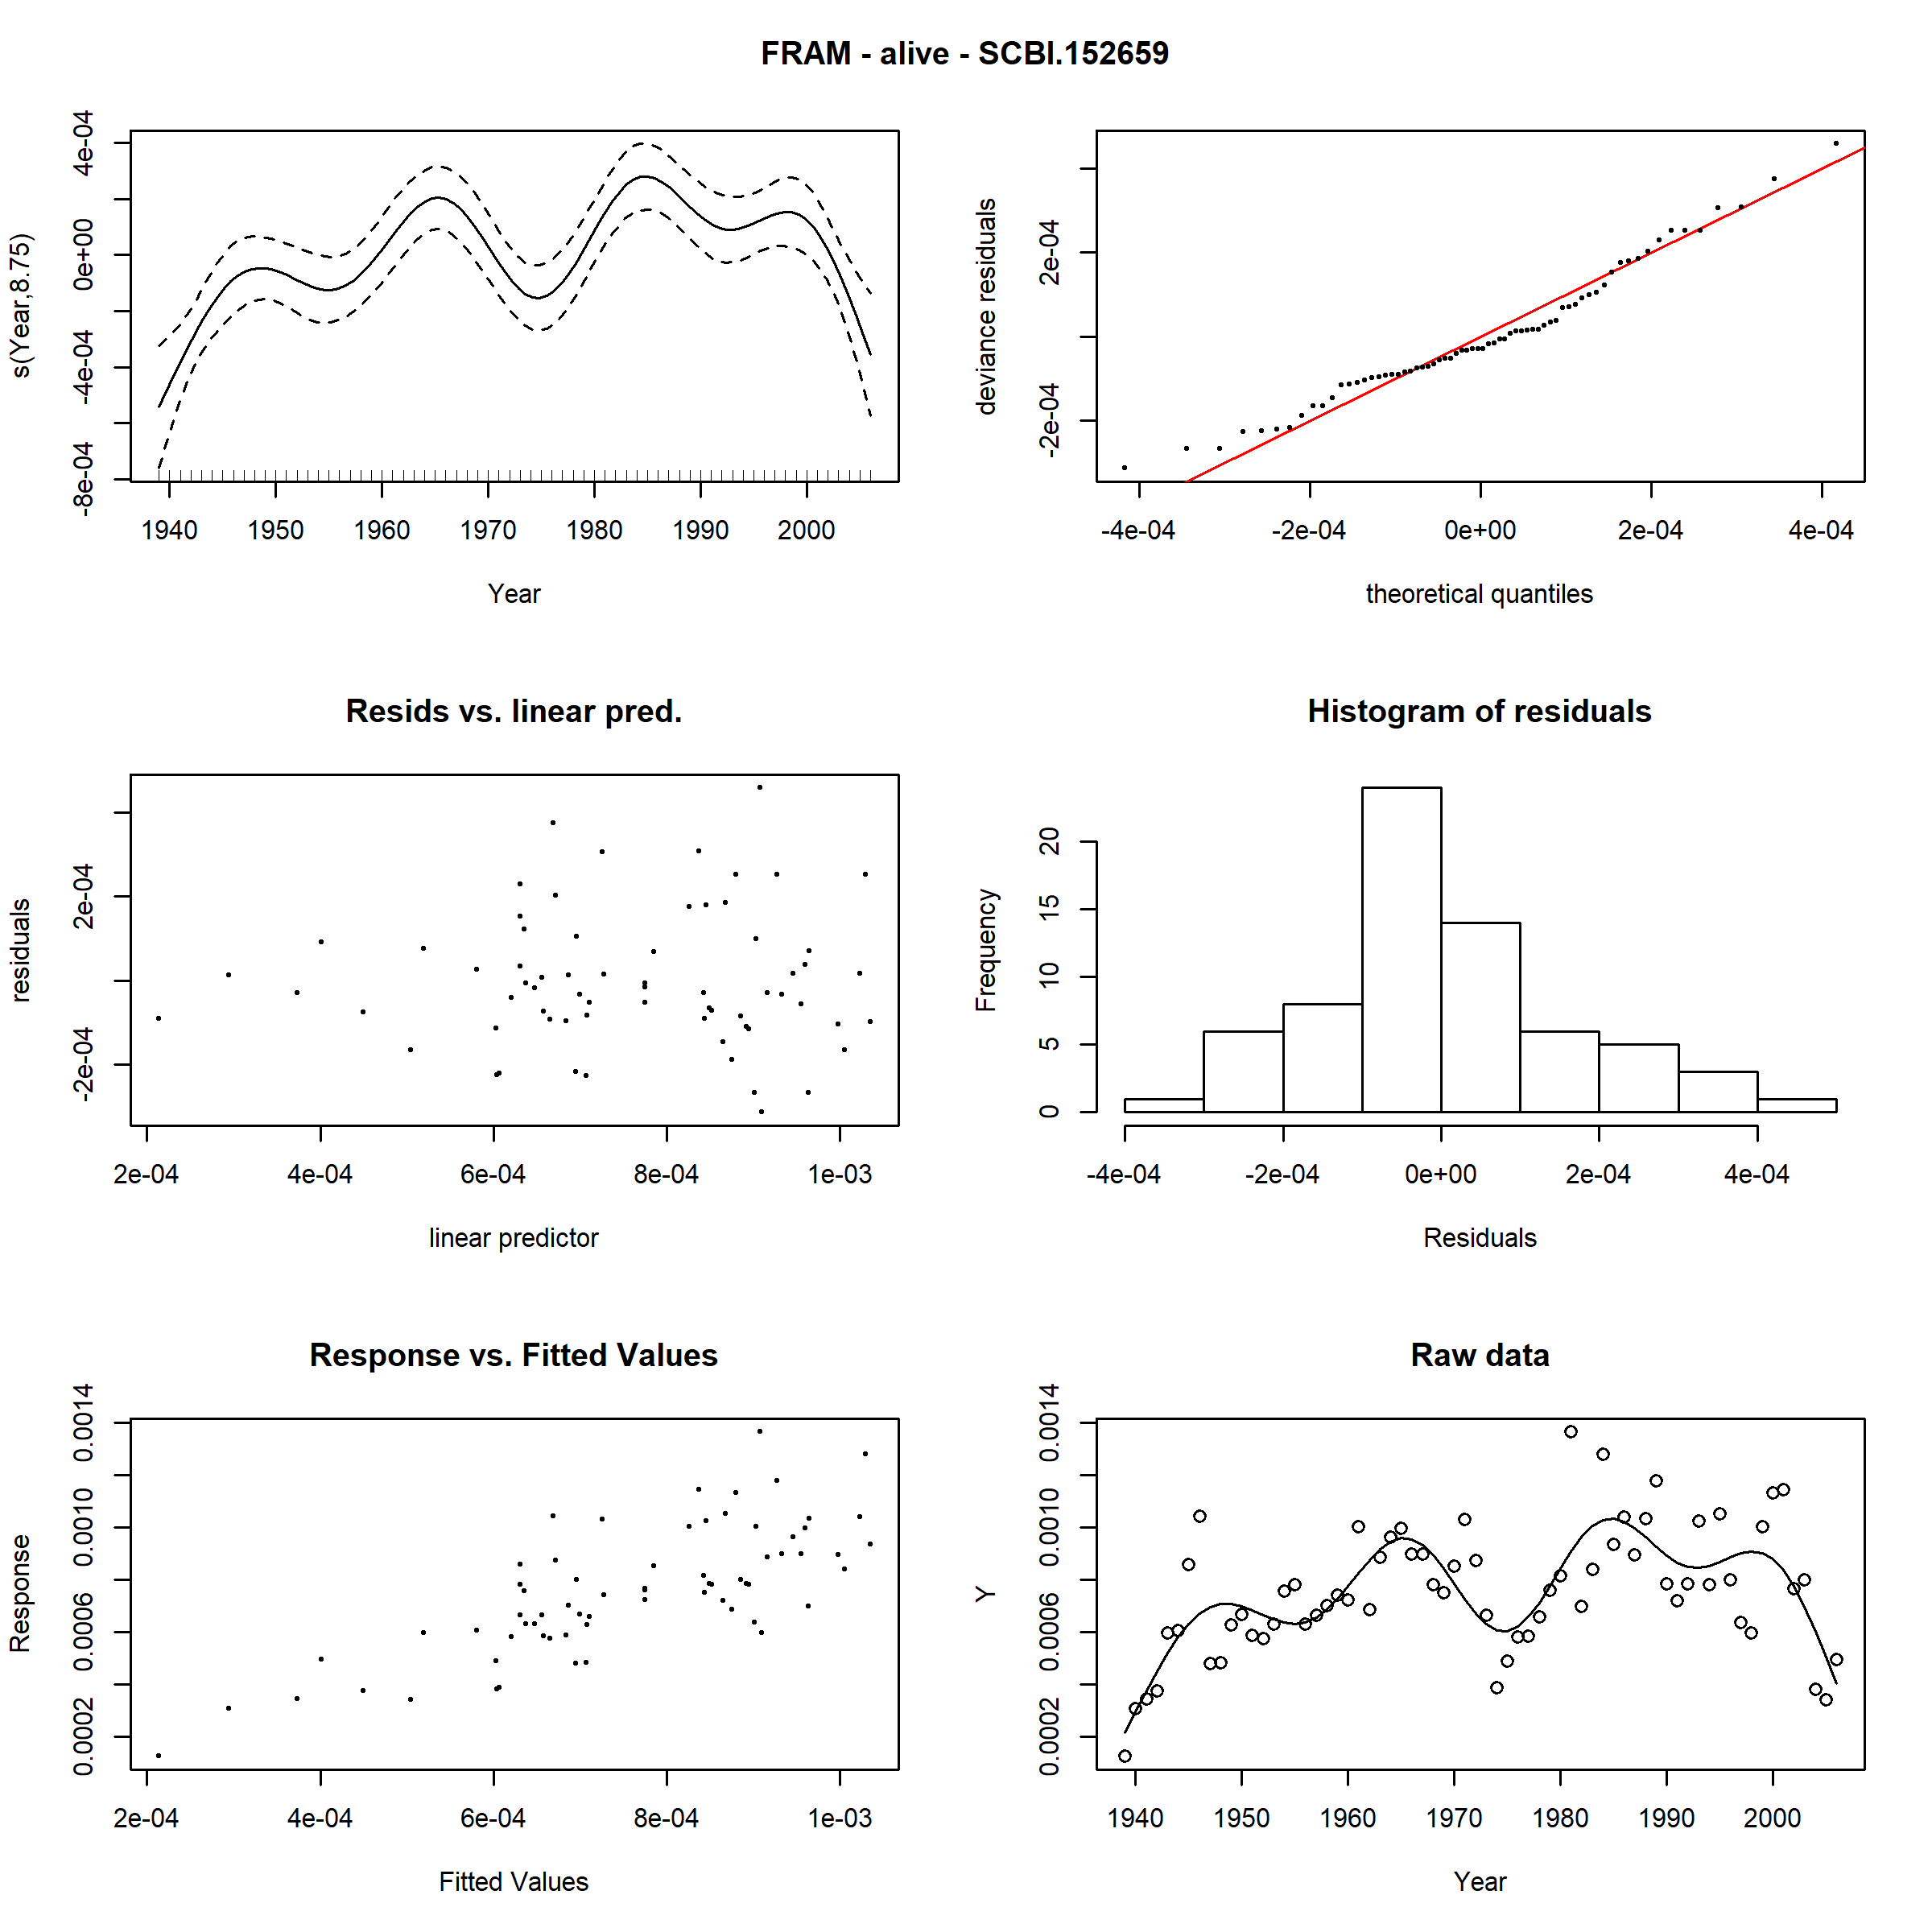 FRAM - alive - SCBI.152659
s(Year,8.75)
-8e-04 -4e-04 0e+00 4e-04
1940 1950 1960 1970 1980 1990 2000
Year
deviance residuals
-2e-04 2e-04
-4e-04 -2e-04 0e+00 2e-04 4e-04
theoretical quantiles
Resids vs. linear pred.
residuals
-2e-04 2e-04
2e-04 4e-04 6e-04 8e-04 1e-03
linear predictor
Histogram of residuals
Frequency
0 5 10 15 20
-4e-04 -2e-04 0e+00 2e-04 4e-04
Residuals
Response vs. Fitted Values
Response
0.0002 0.0006 0.0010 0.0014
2e-04 4e-04 6e-04 8e-04 1e-03
Fitted Values
Raw data
Y
0.0002 0.0006 0.0010 0.0014
1940 1950 1960 1970 1980 1990 2000
Year